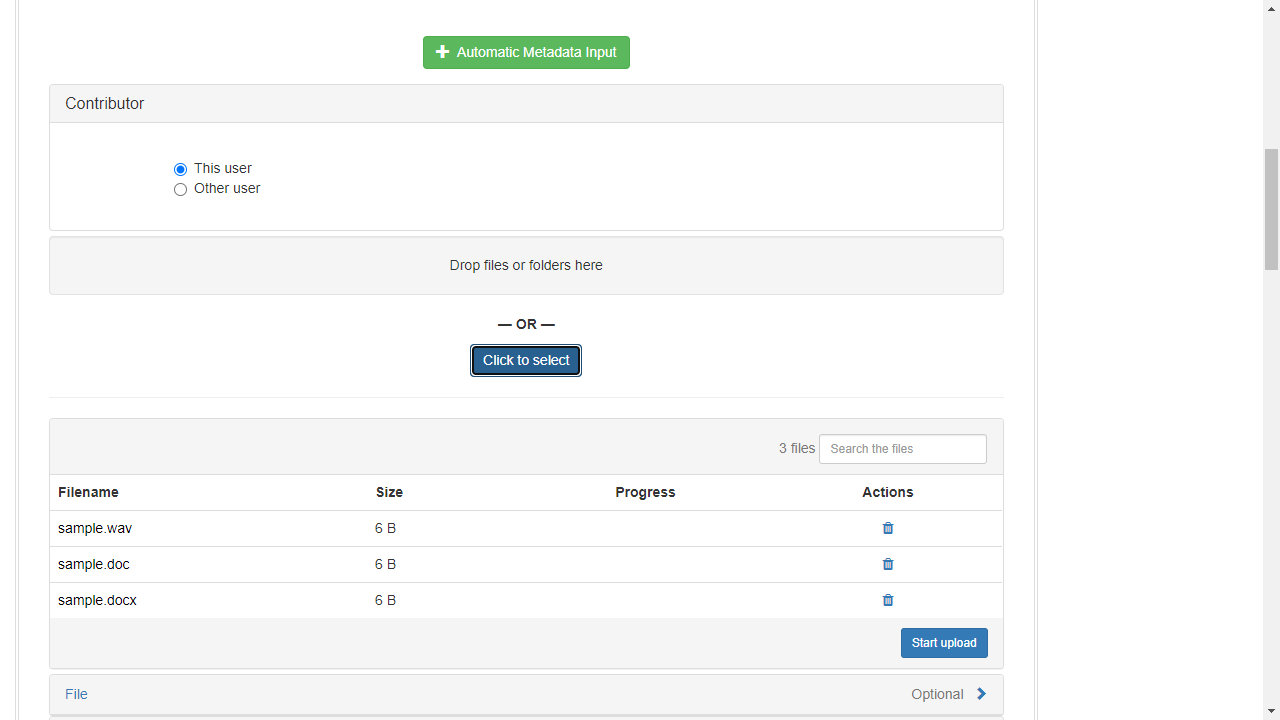 Automatic Metadata Input
Contributor
This user
Other user
Drop files or folders here
— OR —
Click to select
3 files Search the files
Filename Size Progress Actions
sample.wav 6 B
sample.doc 6 B
sample.docx 6 B
Start upload
File Optional